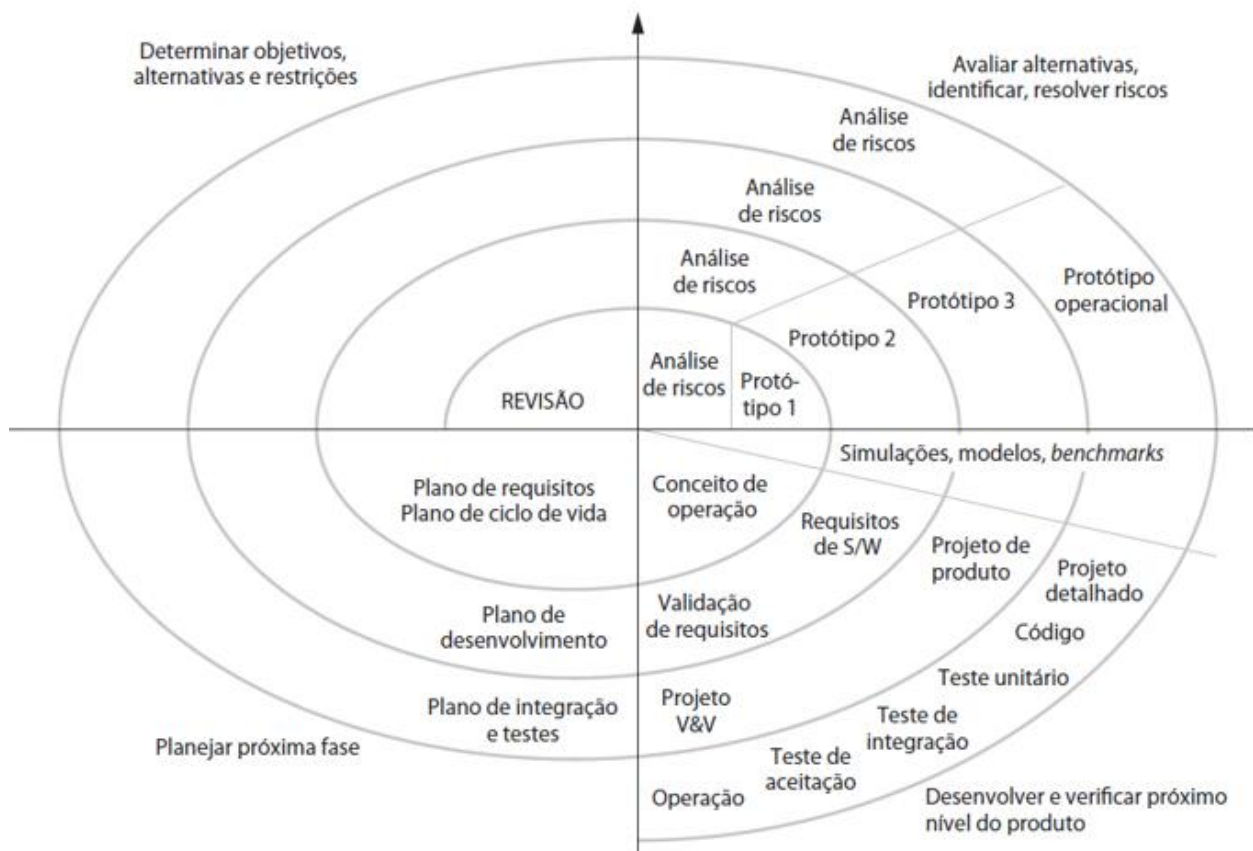 Determinar objetivos,
alternativas e restrições
Avaliar alternativas,
identificar, resolver riscos
Análise
de riscos
Análise
de riscos
Análise
de riscos
Protótipo
operacional
Protótipo 3
Protótipo 2
Análise
de riscos
Protó-
tipo 1
REVISÃO
Simulações, modelos, benchmarks
Plano de requisitos
Plano de ciclo de vida
Conceito de
operação
Requisitos
de S/W
Projeto de
produto
Projeto
detalhado
Plano de
desenvolvimento
Validação
de requisitos
Código
Teste unitário
Plano de integração
e testes
Projeto
V&V
Teste de
integração
Planejar próxima fase
Teste de
aceitação
Operação
Desenvolver e verificar próximo
nível do produto